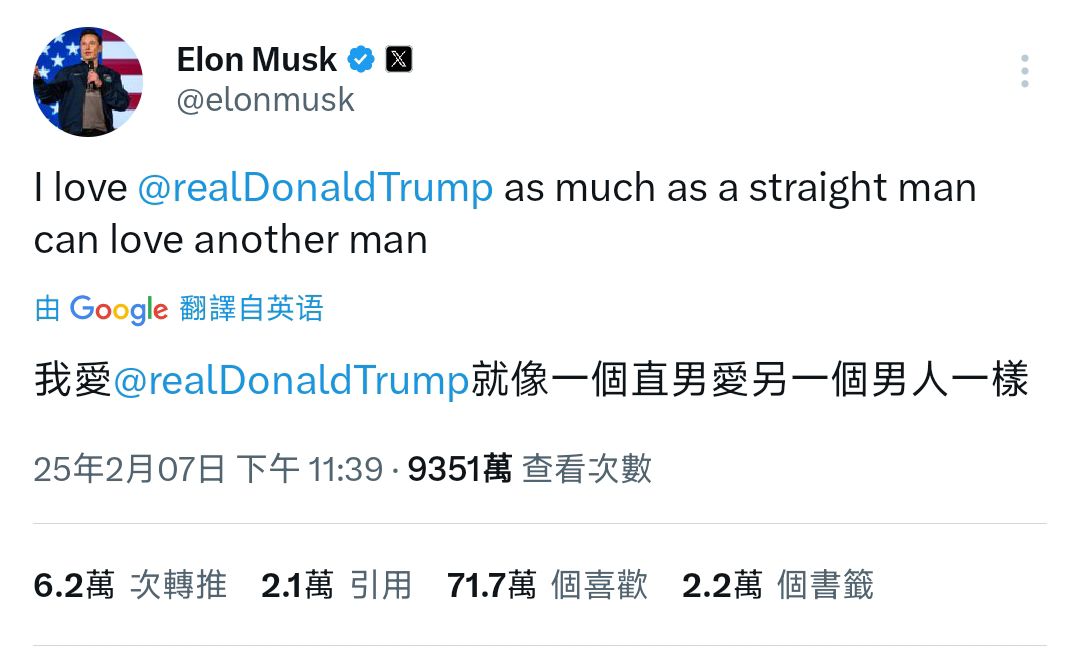 Elon Musk
@elonmusk
I love @realDonaldTrump as much as a straight man
can love another man
由 Google 翻譯自英语
我愛@realDonaldTrump就像一個直男愛另一個男人一樣
25年2月07日 下午 11:39 · 9351萬 查看次數
6.2萬 次轉推 2.1萬 引用 71.7萬 個喜歡 2.2萬 個書籤